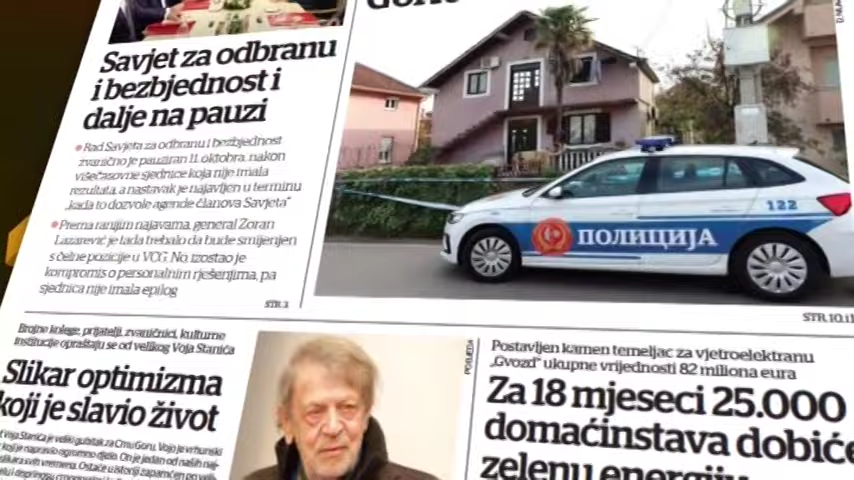 Savjet za odbranu
i bezbjednost i
dalje na pauzi
Rad Savjeta za odbranu i bezbjednost
zvanično je pauziran 11. oktobra, nakon
višečasovne sjednice koja nije imala
rezultata, a nastavak je najavljen u terminu
„kada to dozvole agende članova Savjeta“
Prema ranijim najavama, general Zoran
Lazarević je tada trebalo da bude smijenjen
s čelne pozicije u VCG. No, izostao je
kompromis o personalnim rješenjima, pa
sjednica nije imala epilog
STR. 3
122
ПОЛИЦИЈА
STR. 10.
Brojne kolege, prijatelji, zvaničnici, kulturne
institucije opraštaju se od velikog Voja Stanića
Slikar optimizma
koji je slavio život
POBJEDA
Postavljen kamen temeljac za vjetroelektranu
„Gvozd“ ukupne vrijednosti 82 miliona eura
Za 18 mjeseci 25.000
domaćinstava dobiće
zelenu energiju